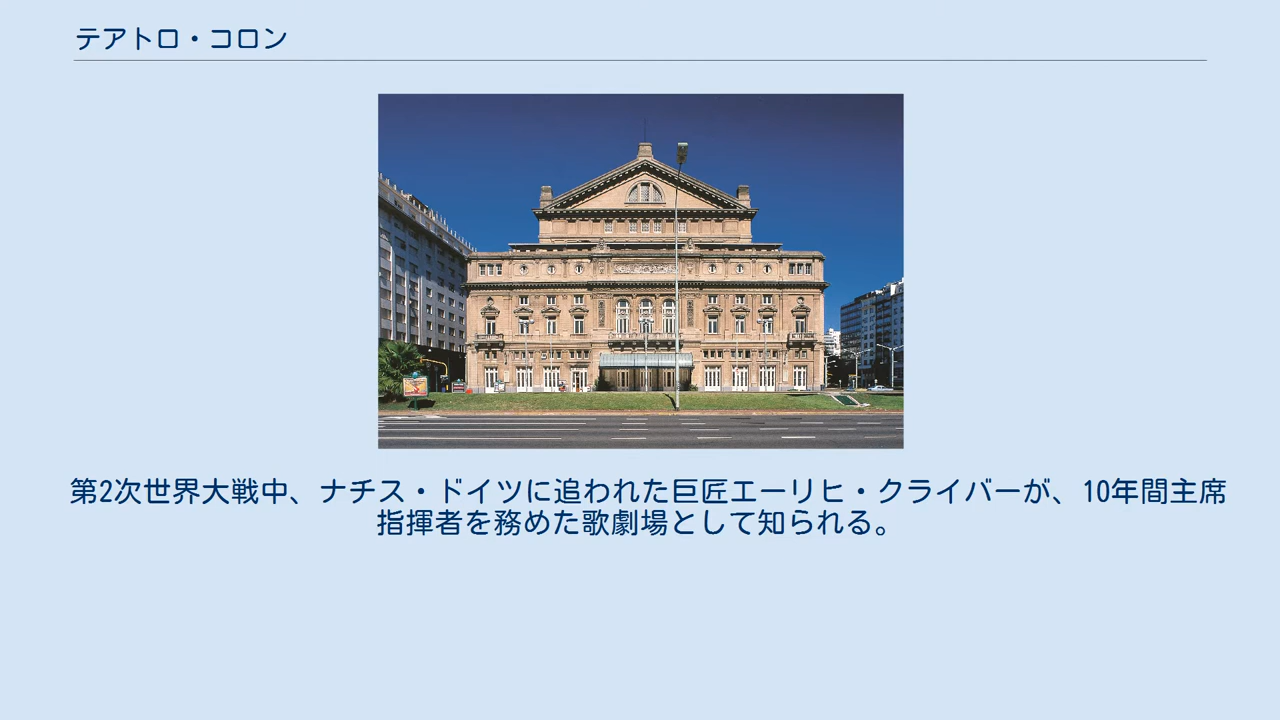 テアトロ・コロン
第2次世界大戦中、ナチス・ドイツに追われた巨匠エーリヒ・クライバーが、10年間主席
指揮者を務めた歌劇場として知られる。